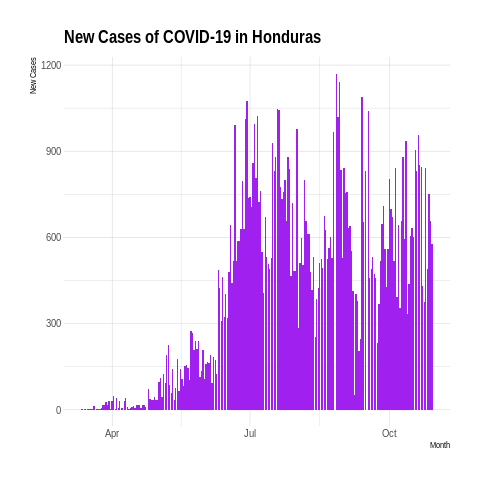 New Cases of COVID-19 in Honduras
New Cases
1200
900
600
300
0
Apr
Jul
Oct
Month